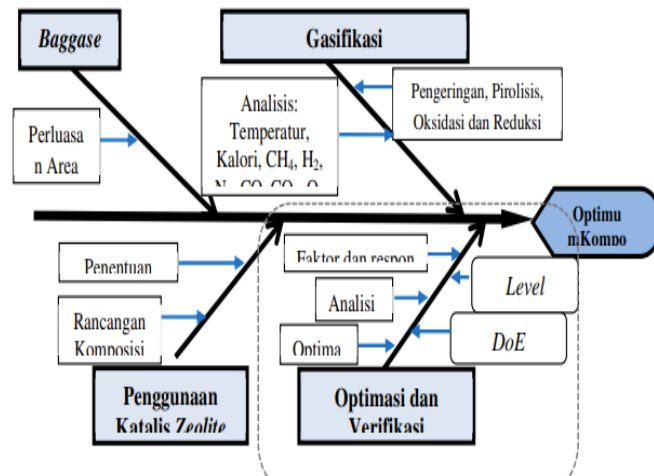 Baggase
Gasifikasi
Perluasa
n Area
Analisis:
Temperatur,
Kalori, CH4, H2,
Pengeringan, Pirolisis,
Oksidasi dan Reduksi
Optimu
mKompo
Penentuan
Rancangan
Komposisi
Faktor dan respon
Analisi
Optima
Level
DoE
Penggunaan
Katalis Zeolite
Optimasi dan
Verifikasi